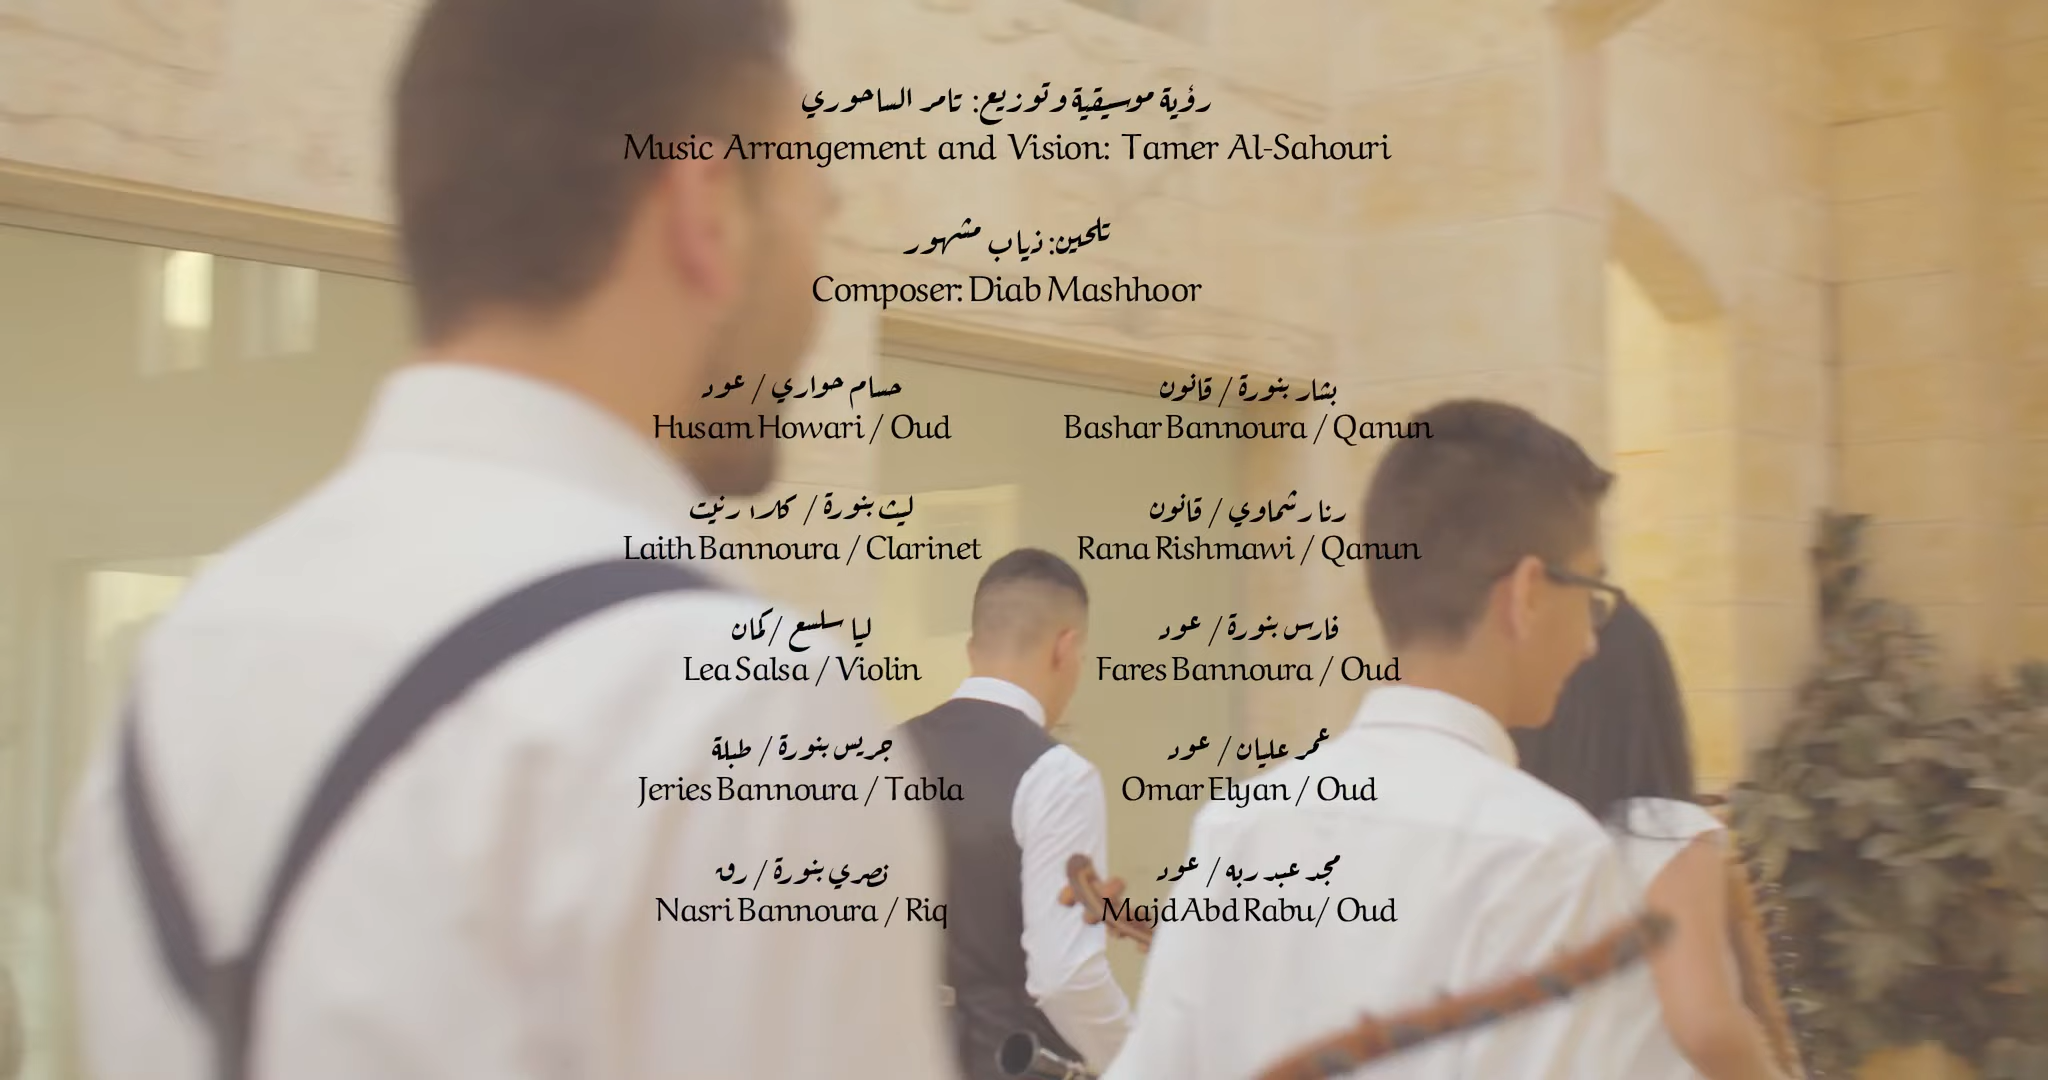 رؤية موسيقية وتوزيع: تامر الساحوري
Music Arrangement and Vision: Tamer Al-Sahouri
تلحين: ذياب مشهور
Composer: Diab Mashhoor
حسام حواري / عود
Husam Howari / Oud
بشار بنورة / قانون
Bashar Bannoura / Qanun
ليث بنورة / كلارنيت
Laith Bannoura / Clarinet
رنا رشماوي / قانون
Rana Rishmawi / Qanun
ليا سلسع / كمان
Lea Salsa / Violin
فارس بنورة / عود
Fares Bannoura / Oud
جريس بنورة / طبلة
Jeries Bannoura / Tabla
عمر عليان / عود
Omar Elyan / Oud
نصري بنورة / رق
Nasri Bannoura / Riq
مجد عبد ربه / عود
Majd Abd Rabu / Oud